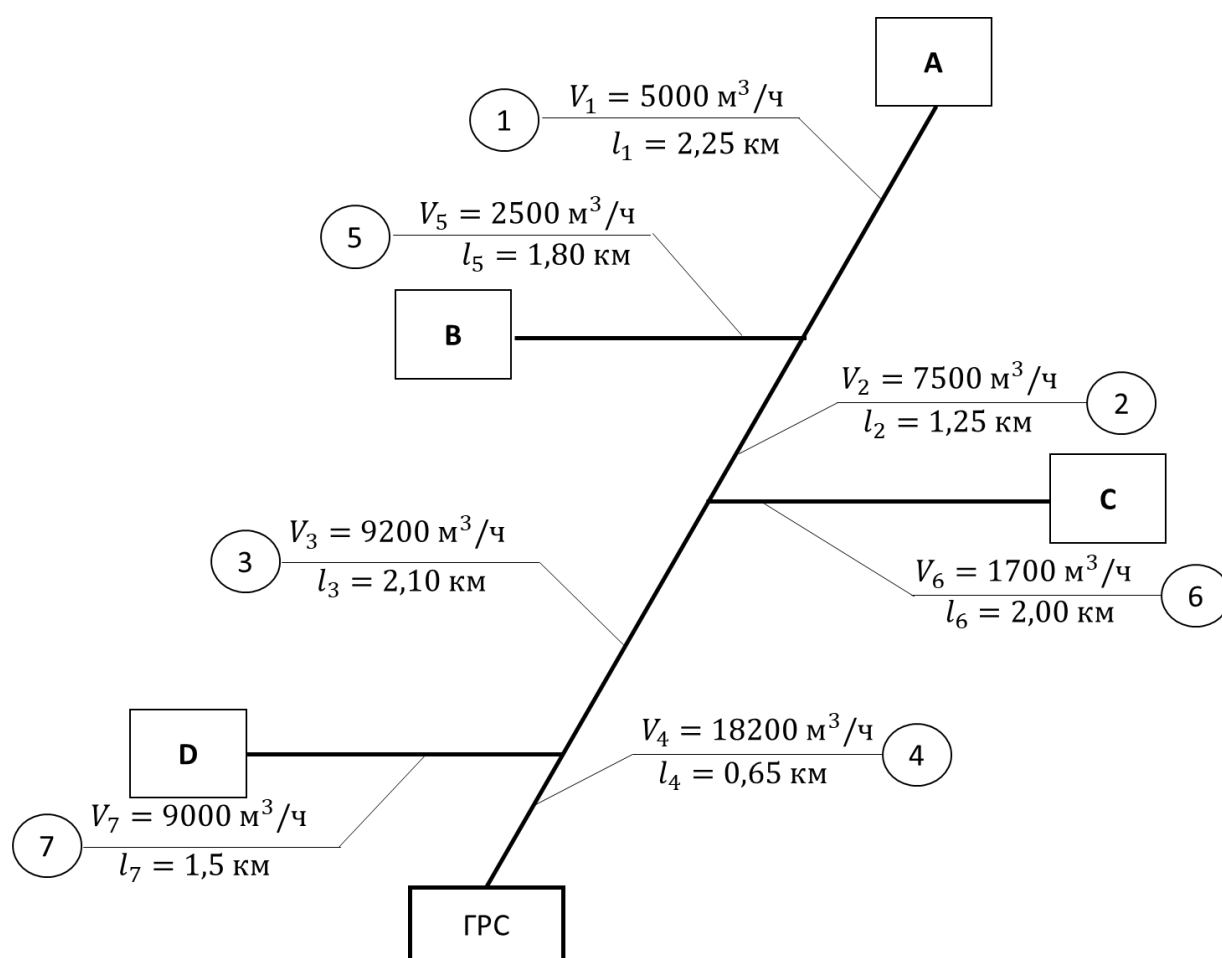 A
1
V₁ = 5000 м³/ч
l₁ = 2,25 км
5
V₅ = 2500 м³/ч
l₅ = 1,80 км
B
V₂ = 7500 м³/ч
l₂ = 1,25 км
2
C
3
V₃ = 9200 м³/ч
l₃ = 2,10 км
V₆ = 1700 м³/ч
l₆ = 2,00 км
6
D
V₄ = 18200 м³/ч
l₄ = 0,65 км
4
7
V₇ = 9000 м³/ч
l₇ = 1,5 км
ГРС